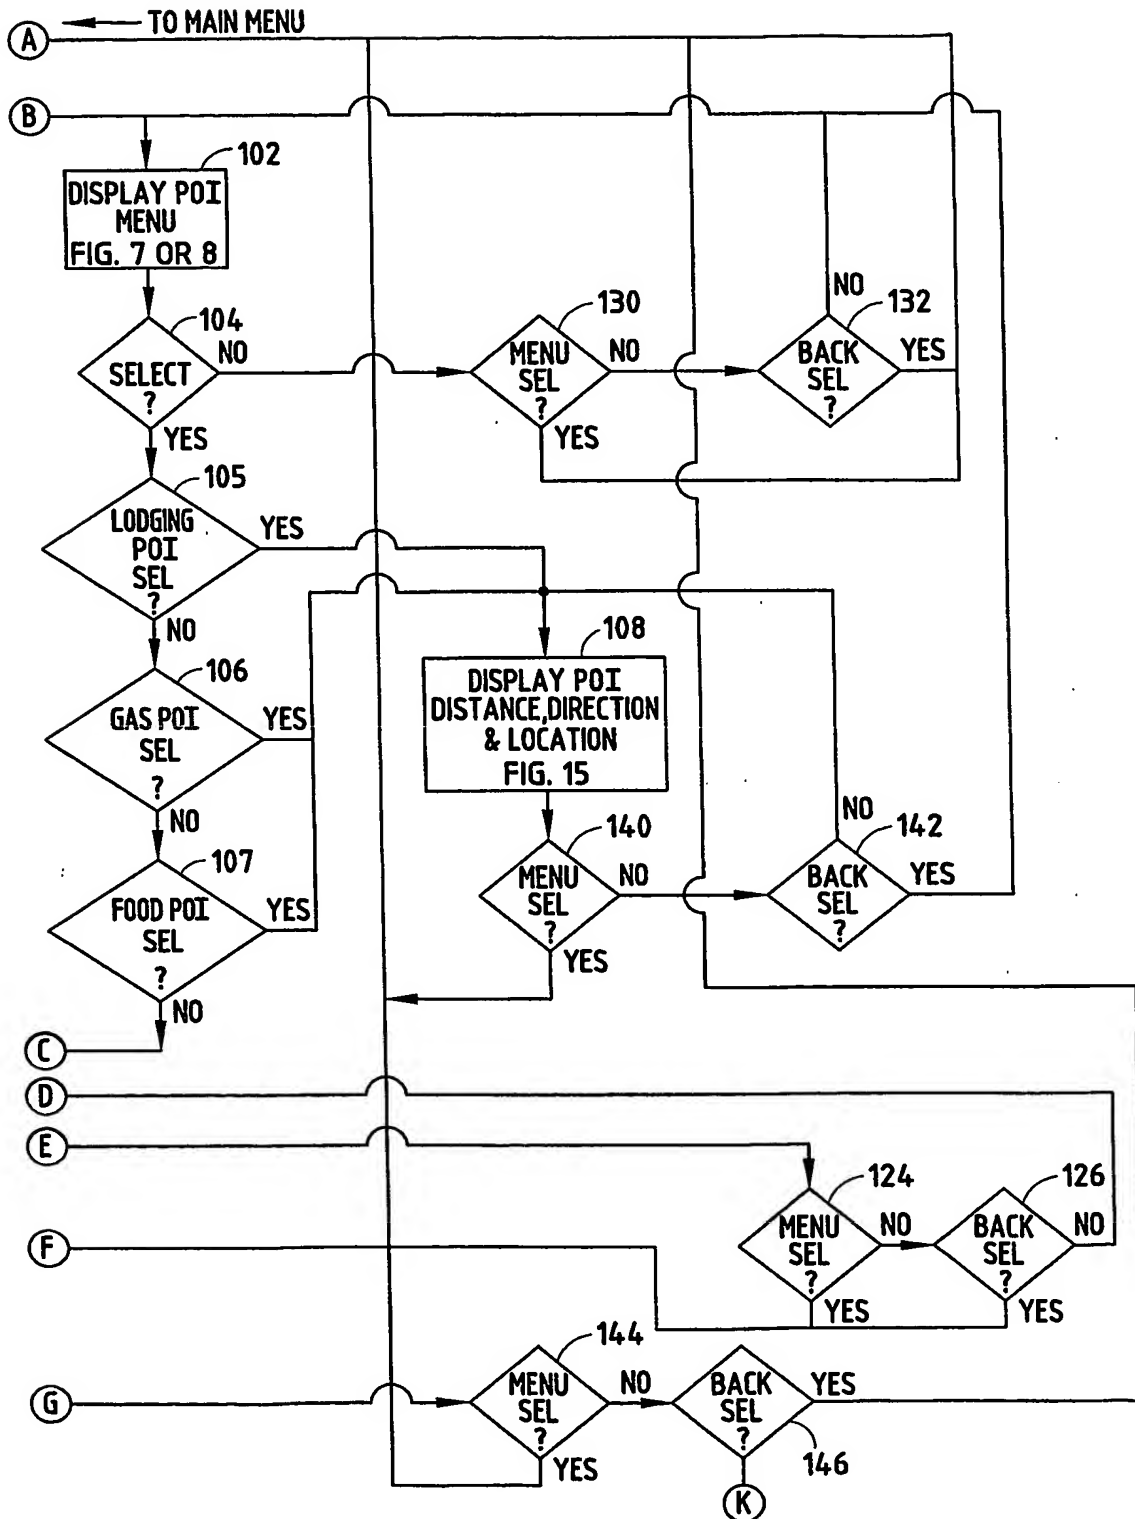 TO MAIN MENU
A
B
102
DISPLAY POI
MENU
FIG. 7 OR 8
104
SELECT
?
NO
YES
130
MENU
SEL
?
NO
YES
132
BACK
SEL
?
NO
YES
105
LODGING
POI
SEL
?
YES
NO
106
GAS POI
SEL
?
YES
NO
107
FOOD POI
SEL
?
YES
NO
108
DISPLAY POI
DISTANCE,DIRECTION
& LOCATION
FIG. 15
140
MENU
SEL
?
NO
YES
142
BACK
SEL
?
NO
YES
C
D
E
124
MENU
SEL
?
NO
YES
126
BACK
SEL
?
NO
YES
F
G
144
MENU
SEL
?
NO
YES
BACK
SEL
?
YES
146
K